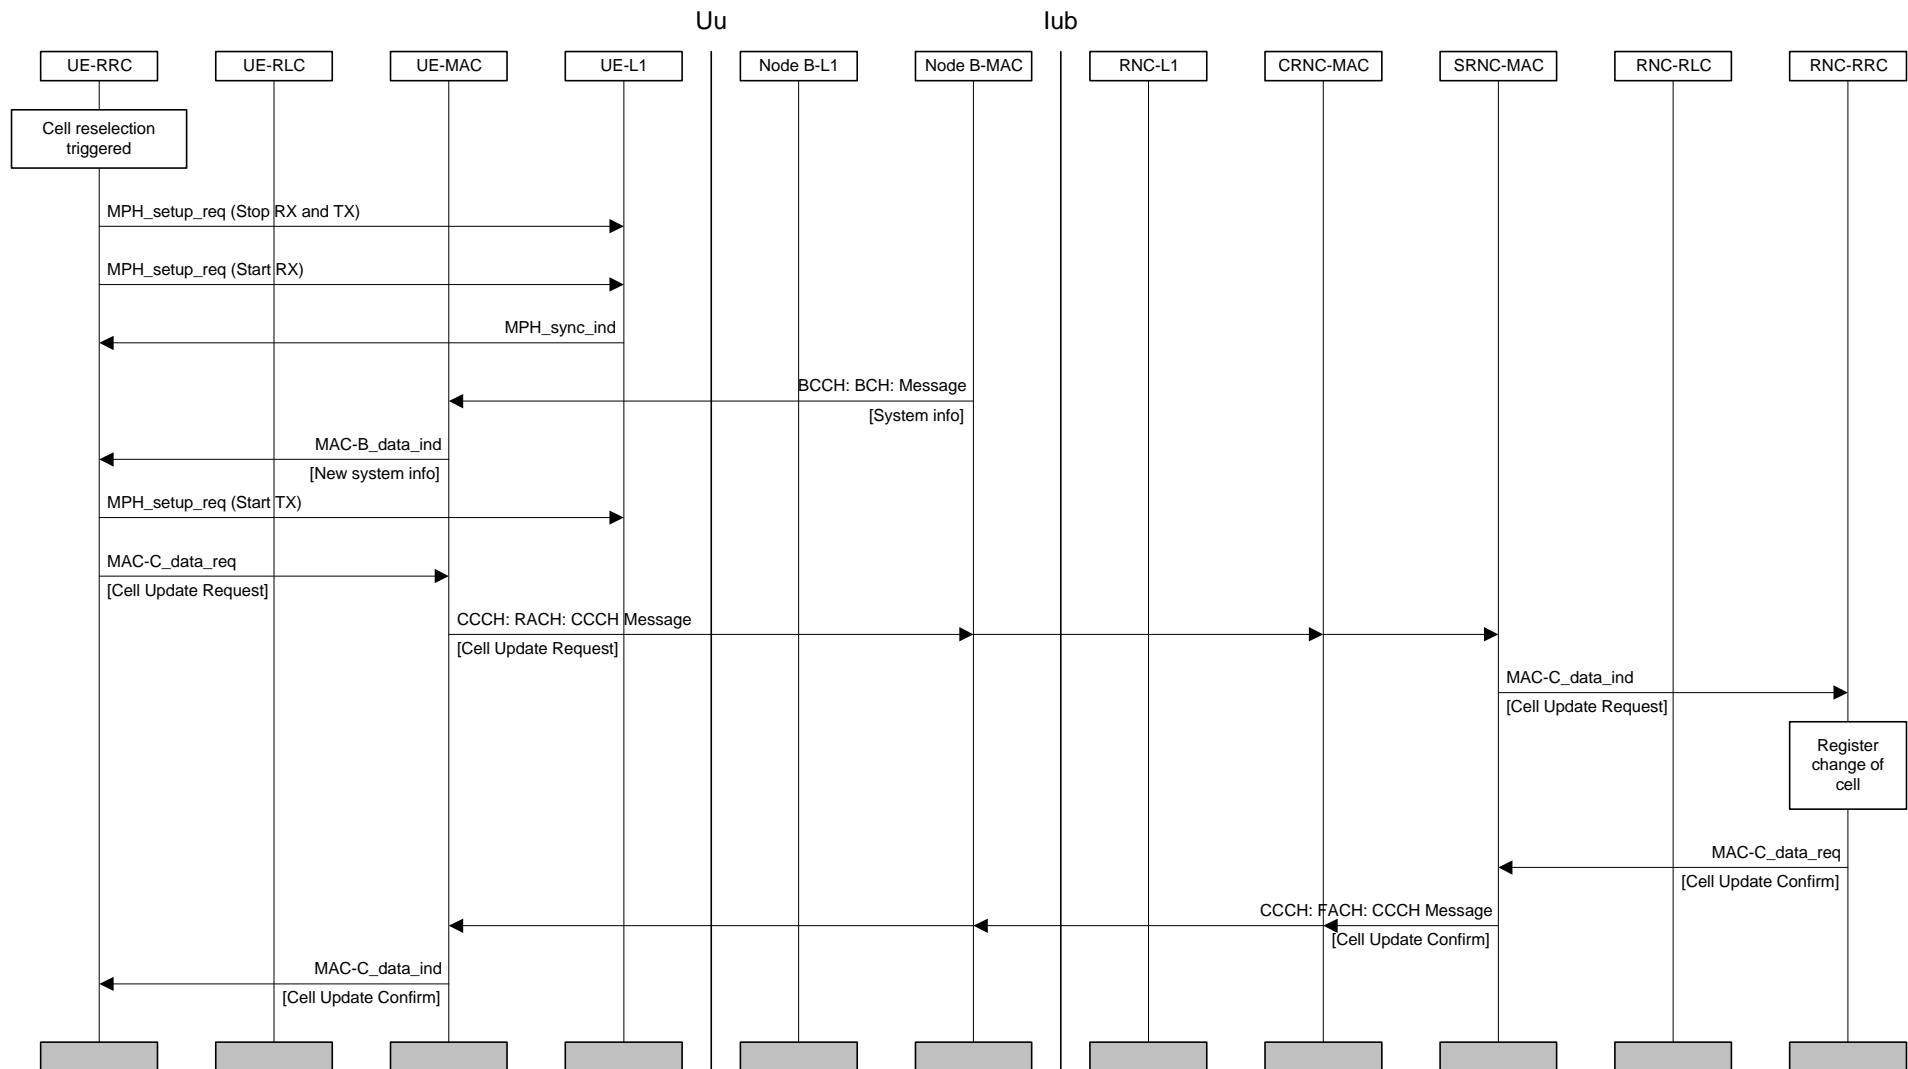 Uu
Iub
UE-RRC
UE-RLC
UE-MAC
UE-L1
Node B-L1
Node B-MAC
RNC-L1
CRNC-MAC
SRNC-MAC
RNC-RLC
RNC-RRC
Cell reselection
triggered
MPH_setup_req (Stop RX and TX)
MPH_setup_req (Start RX)
MPH_sync_ind
BCCH: BCH: Message
[System info]
MAC-B_data_ind
[New system info]
MPH_setup_req (Start TX)
MAC-C_data_req
[Cell Update Request]
CCCH: RACH: CCCH Message
[Cell Update Request]
MAC-C_data_ind
[Cell Update Request]
Register
change of
cell
MAC-C_data_req
[Cell Update Confirm]
CCCH: FACH: CCCH Message
[Cell Update Confirm]
MAC-C_data_ind
[Cell Update Confirm]